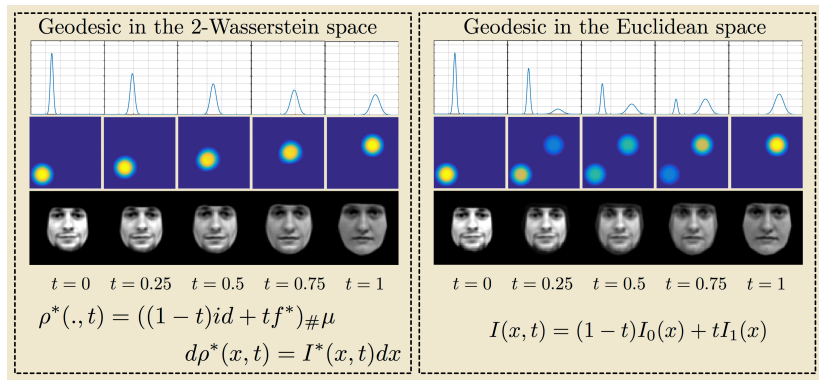 Geodesic in the 2-Wasserstein space
t = 0 t = 0.25 t = 0.5 t = 0.75 t = 1
ρ*(., t) = ((1 − t)id + tf*)#μ
dρ*(x, t) = I*(x, t)dx
Geodesic in the Euclidean space
t = 0 t = 0.25 t = 0.5 t = 0.75 t = 1
I(x, t) = (1 − t)I₀(x) + tI₁(x)